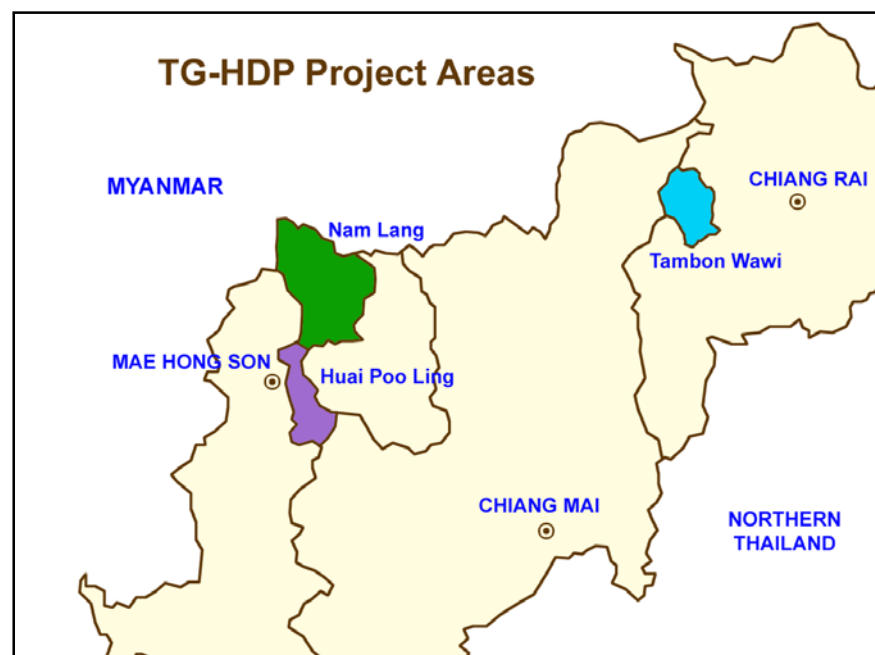 TG-HDP Project Areas
MYANMAR
CHIANG RAI
Nam Lang
Tambon Wawi
MAE HONG SON
Huai Poo Ling
CHIANG MAI
NORTHERN
THAILAND